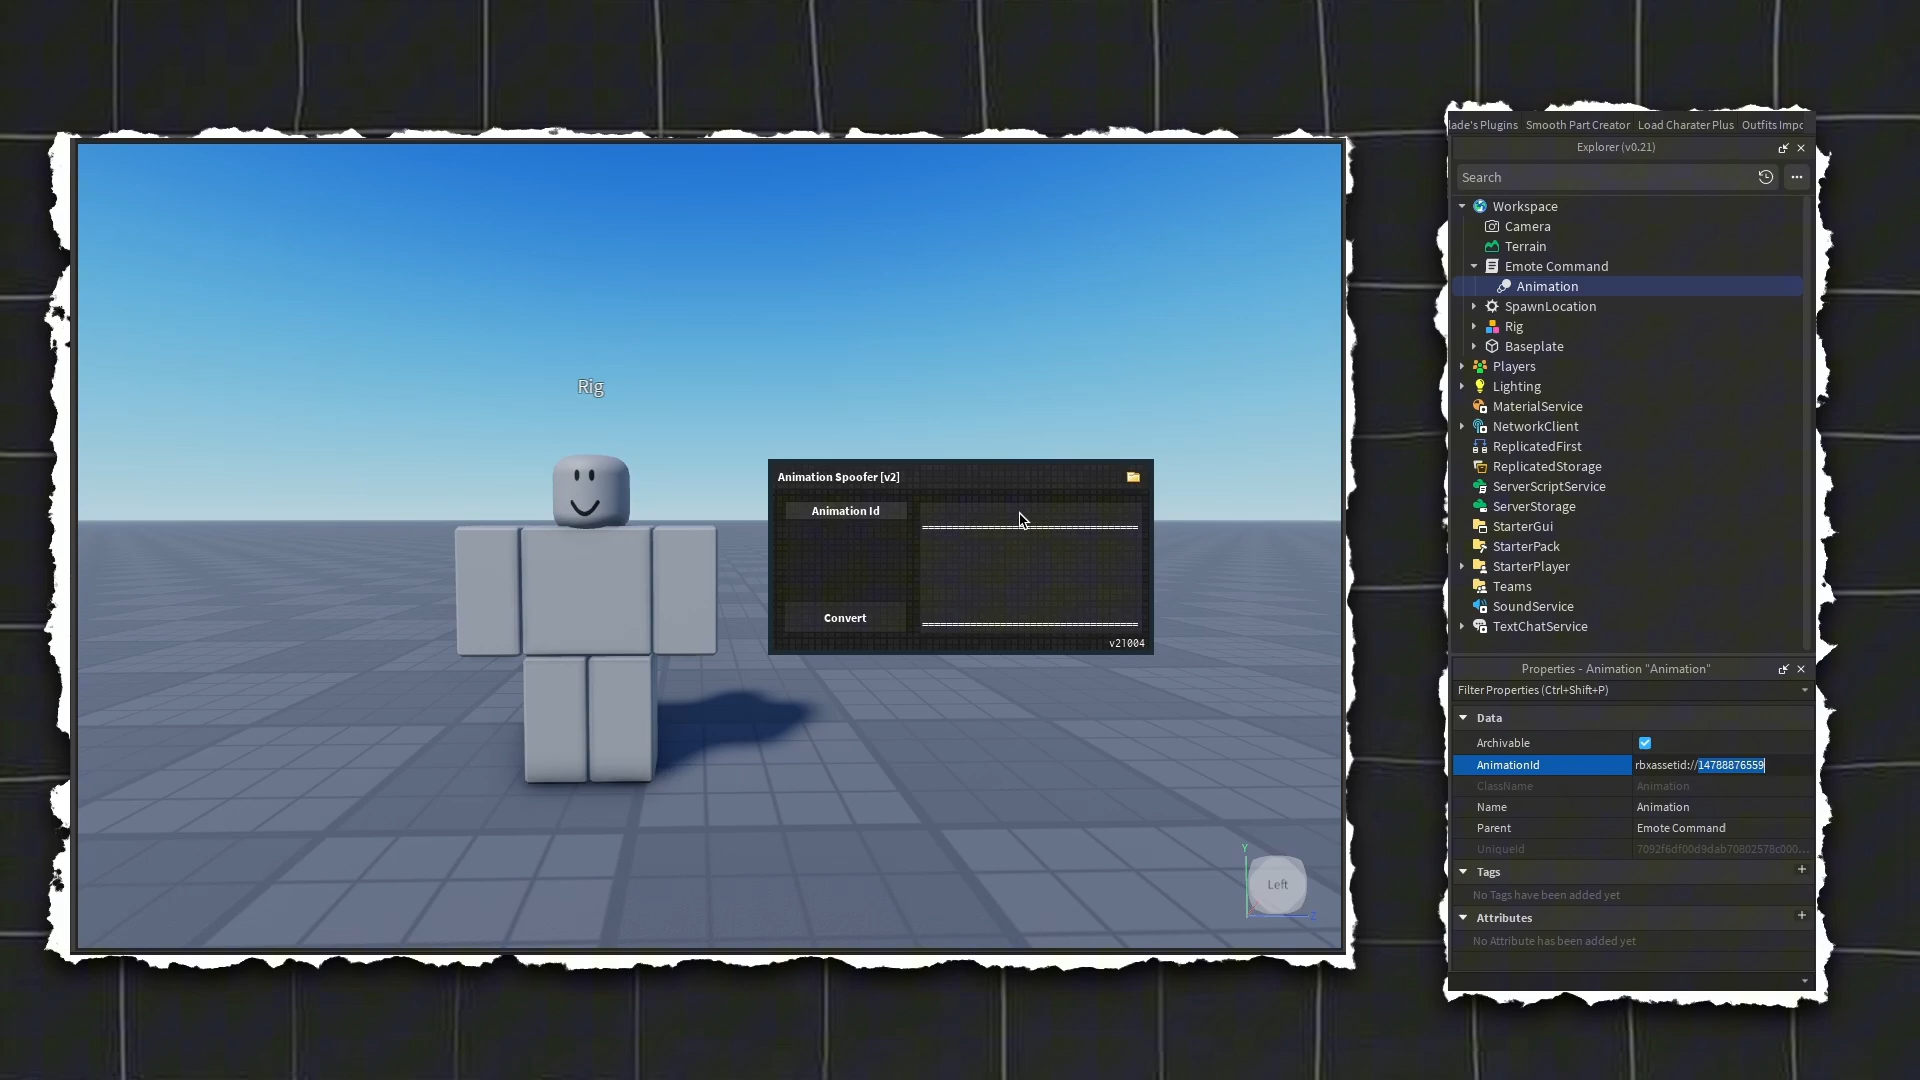 Rig
Animation Spoofer [v2]
Animation Id
===================================
Convert
===================================
v21004
Y
Left
Z
lade's Plugins Smooth Part Creator Load Charater Plus Outfits Impo
Explorer (v0.21)
Search
Workspace
Camera
Terrain
Emote Command
Animation
SpawnLocation
Rig
Baseplate
Players
Lighting
MaterialService
NetworkClient
ReplicatedFirst
ReplicatedStorage
ServerScriptService
ServerStorage
StarterGui
StarterPack
StarterPlayer
Teams
SoundService
TextChatService
Properties - Animation "Animation"
Filter Properties (Ctrl+Shift+P)
Data
Archivable
AnimationId rbxassetid://14788876559
ClassName Animation
Name Animation
Parent Emote Command
UniqueId 7092f6df00d9dab70802578c000...
Tags
No Tags have been added yet
Attributes
No Attribute has been added yet